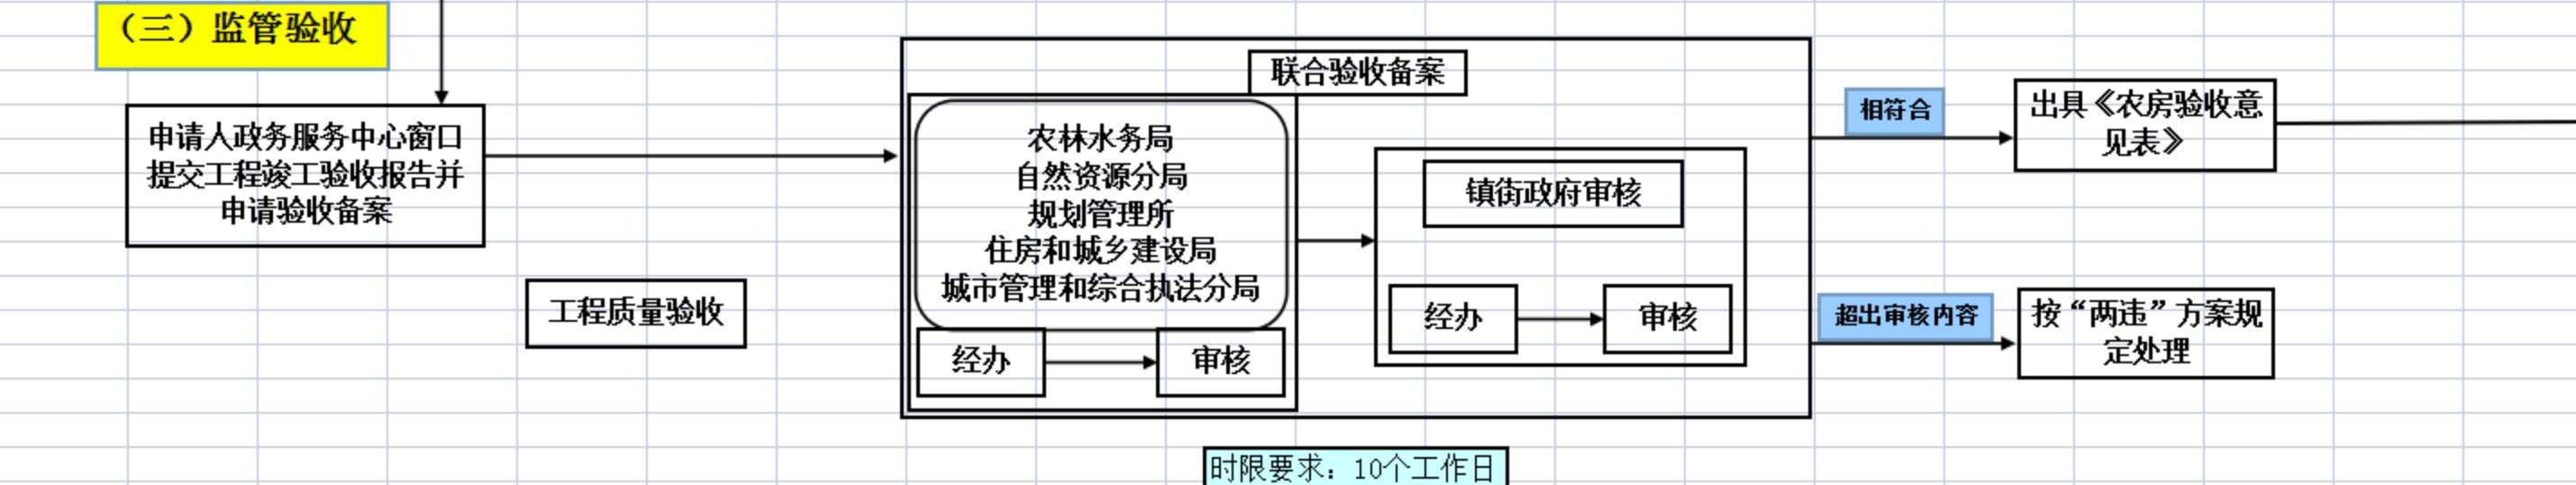 （三）监管验收
申请人政务服务中心窗口
提交工程竣工验收报告并
申请验收备案
工程质量验收
联合验收备案
农林水务局
自然资源分局
规划管理所
住房和城乡建设局
城市管理和综合执法分局
经办
审核
镇街政府审核
经办
审核
相符合
出具《农房验收意
见表》
超出审核内容
按“两违”方案规
定处理
时限要求：10个工作日